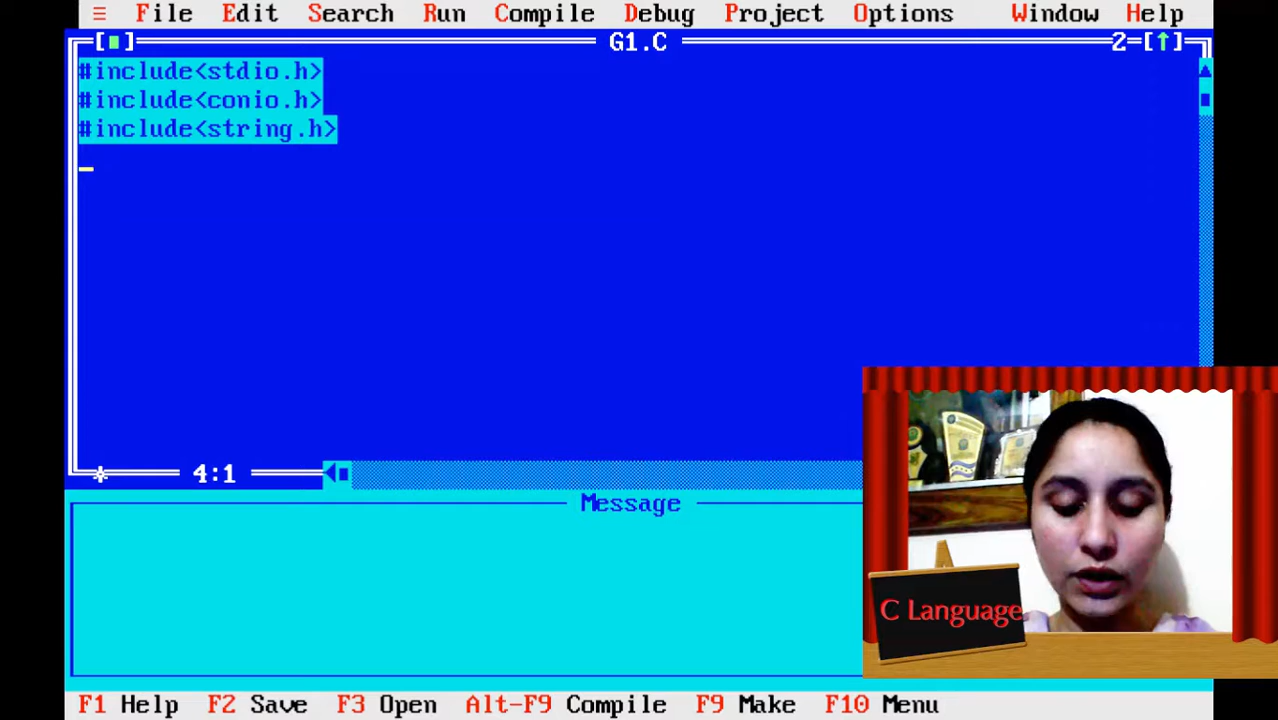 ≡ File Edit Search Run Compile Debug Project Options Window Help
[■] G1.C 2=[↑]
#include<stdio.h>
#include<conio.h>
#include<string.h>
* 4:1
Message
C Language
F1 Help F2 Save F3 Open Alt-F9 Compile F9 Make F10 Menu